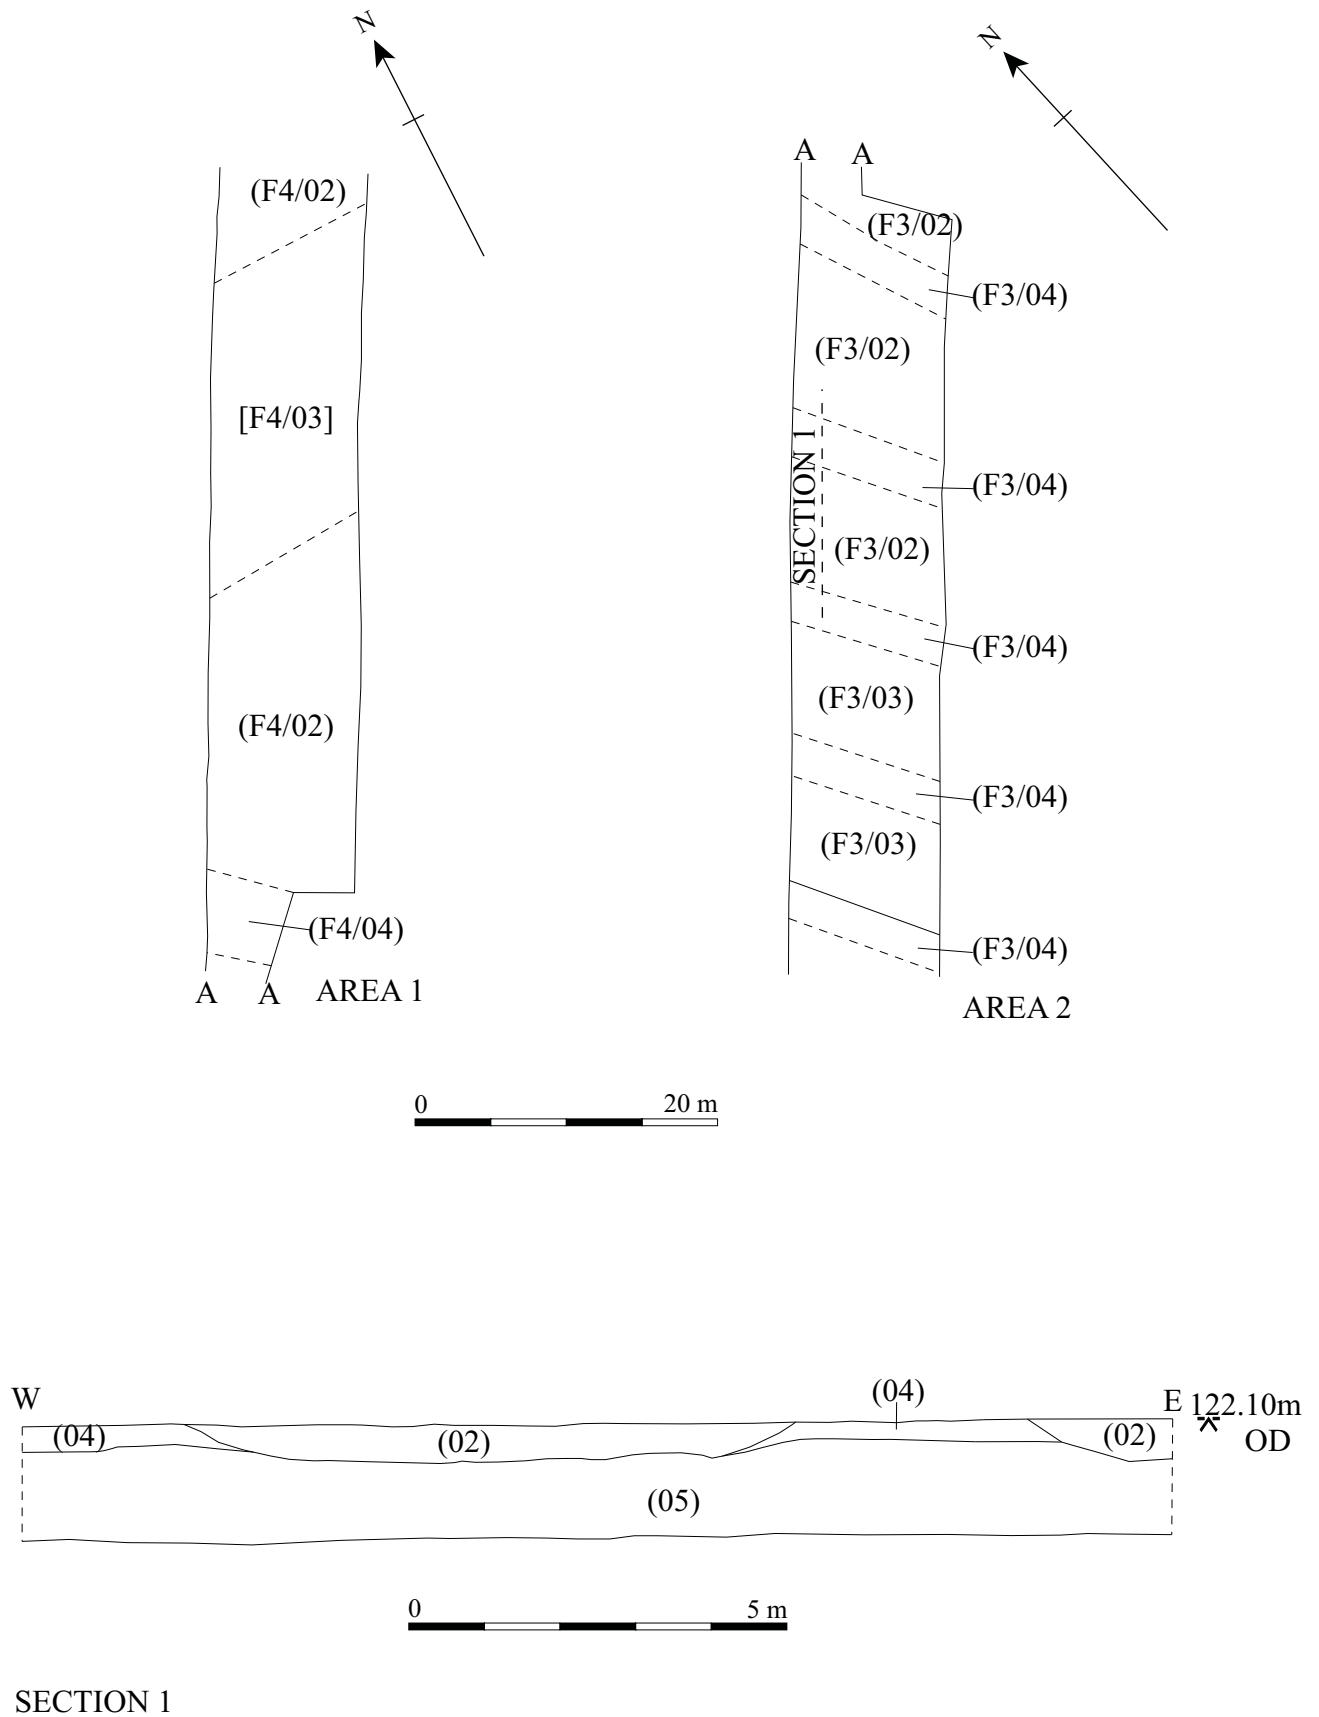 N
(F4/02)
[F4/03]
(F4/02)
(F4/04)
A A AREA 1
N
A A
(F3/02)
(F3/04)
(F3/02)
SECTION 1
(F3/04)
(F3/02)
(F3/04)
(F3/03)
(F3/04)
(F3/03)
(F3/04)
AREA 2
0 20 m
W (04) E 122.10m
OD
(04) (02) (02)
(05)
0 5 m
SECTION 1